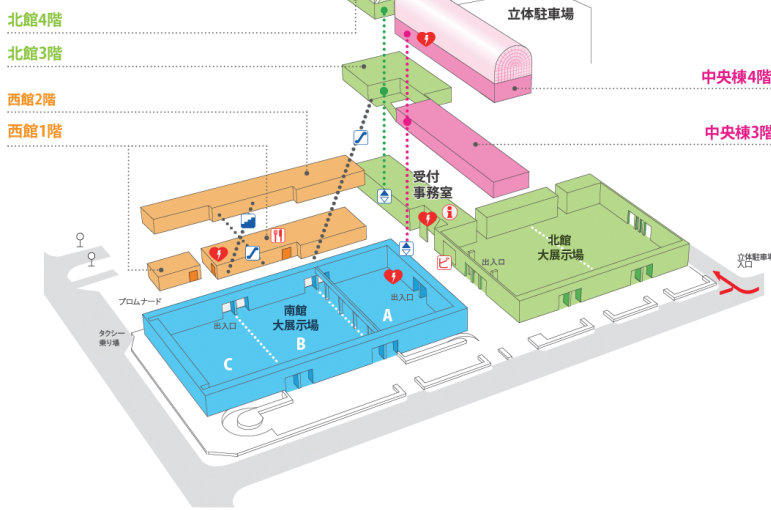 北館4階
立体駐車場
北館3階
中央棟4階
西館2階
西館1階
中央棟3階
受付
事務室
北館
大展示場
出入口
立体駐車場
入口
プロムナード
南館
大展示場
出入口
出入口
A
B
C
タクシー
乗り場